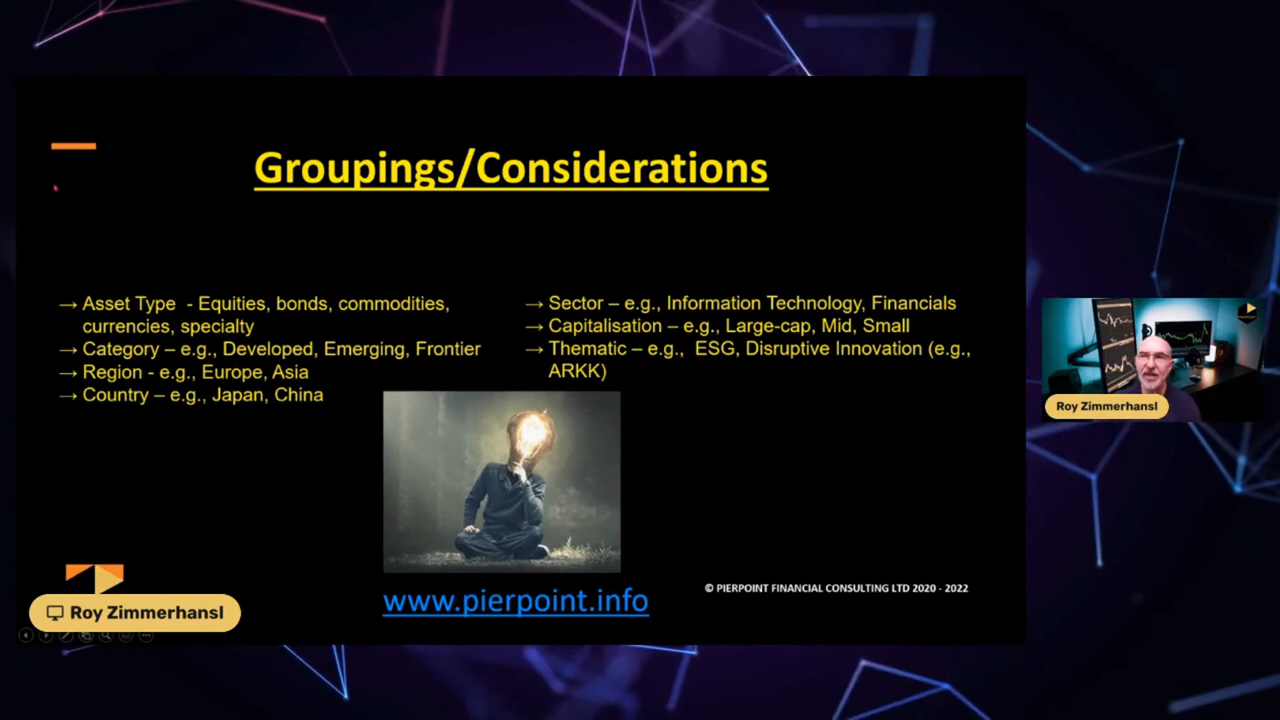 Groupings/Considerations
→ Asset Type - Equities, bonds, commodities,
currencies, specialty
→ Category – e.g., Developed, Emerging, Frontier
→ Region - e.g., Europe, Asia
→ Country – e.g., Japan, China
→ Sector – e.g., Information Technology, Financials
→ Capitalisation – e.g., Large-cap, Mid, Small
→ Thematic – e.g., ESG, Disruptive Innovation (e.g.,
ARKK)
www.pierpoint.info
© PIERPOINT FINANCIAL CONSULTING LTD 2020 - 2022
Roy Zimmerhansl
Roy Zimmerhansl